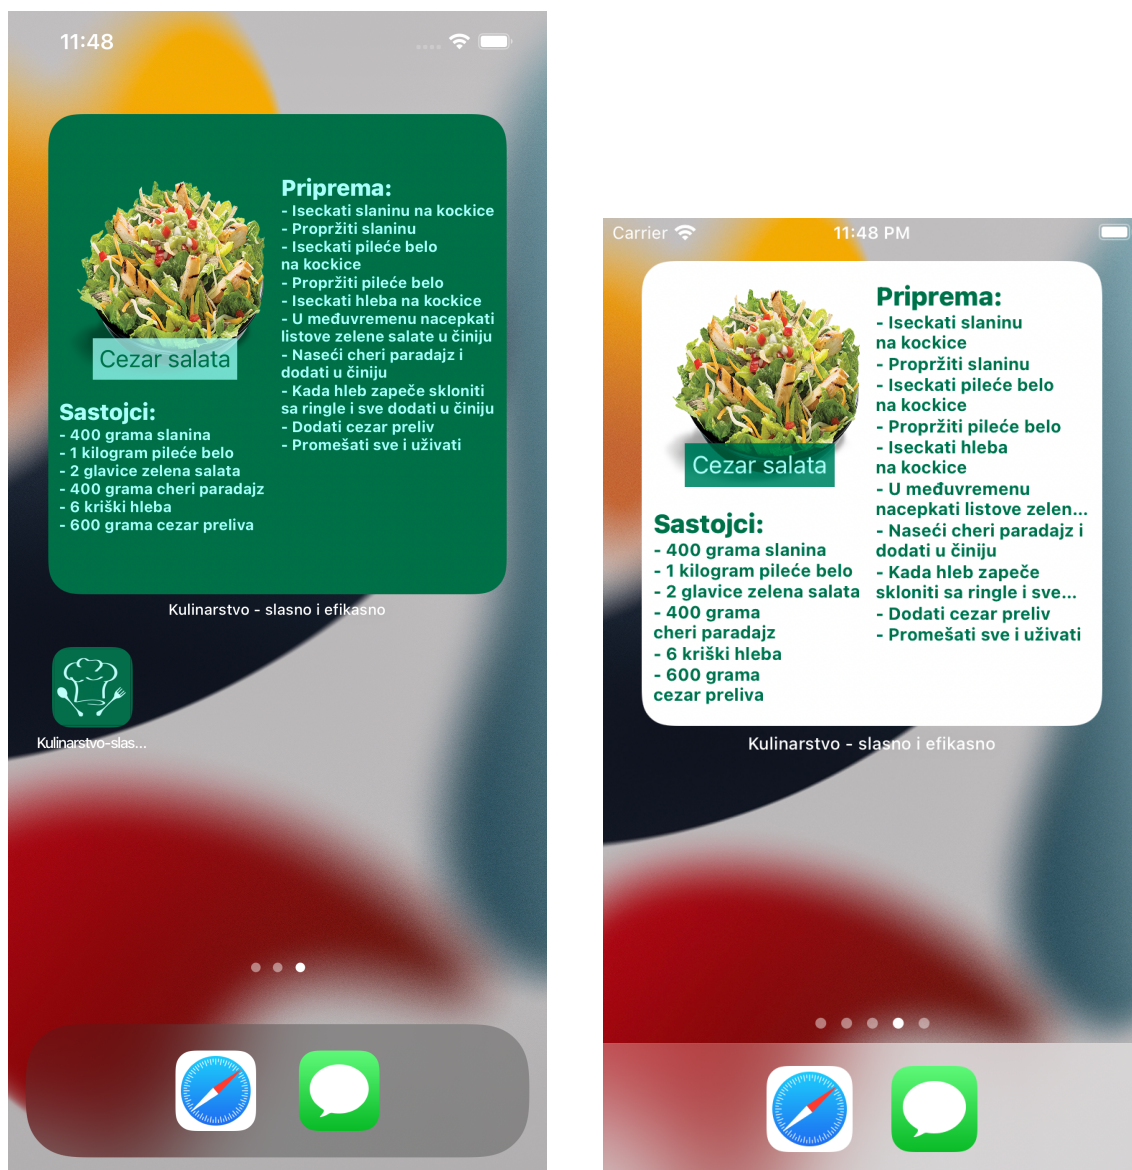 11:48
Cezar salata
Sastojci:
- 400 grama slanina
- 1 kilogram pileće belo
- 2 glavice zelena salata
- 400 grama cheri paradajz
- 6 kriški hleba
- 600 grama cezar preliva
Priprema:
- Iseckati slaninu na kockice
- Propržiti slaninu
- Iseckati pileće belo
na kockice
- Propržiti pileće belo
- Iseckati hleba na kockice
- U međuvremenu nacepkati
listove zelene salate u činiju
- Naseći cheri paradajz i
dodati u činiju
- Kada hleb zapeče skloniti
sa ringle i sve dodati u činiju
- Dodati cezar preliv
- Promešati sve i uživati
Kulinarstvo - slasno i efikasno
Kulinarstvo-slas...
Carrier
11:48 PM
Cezar salata
Sastojci:
- 400 grama slanina
- 1 kilogram pileće belo
- 2 glavice zelena salata
- 400 grama
cheri paradajz
- 6 kriški hleba
- 600 grama
cezar preliva
Priprema:
- Iseckati slaninu
na kockice
- Propržiti slaninu
- Iseckati pileće belo
na kockice
- Propržiti pileće belo
- Iseckati hleba
na kockice
- U međuvremenu
nacepkati listove zelen...
- Naseći cheri paradajz i
dodati u činiju
- Kada hleb zapeče
skloniti sa ringle i sve...
- Dodati cezar preliv
- Promešati sve i uživati
Kulinarstvo - slasno i efikasno